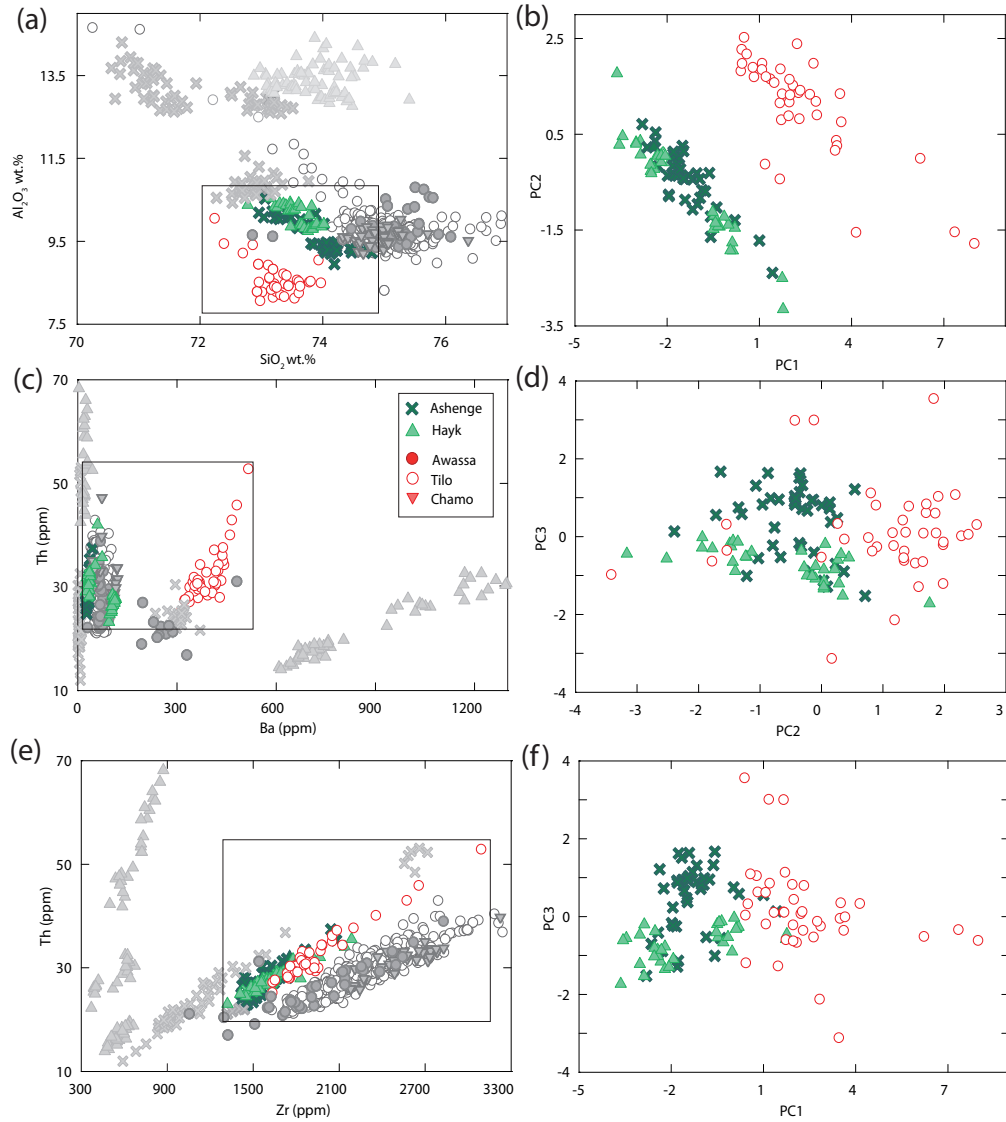 (a)
13.5
11.5
9.5
7.5
Al2O3 wt.%
70 72 74 76
SiO2 wt.%
(b)
2.5
0.5
-1.5
-3.5
PC2
-5 -2 1 4 7
PC1
(c)
70
50
30
10
Th (ppm)
0 300 600 900 1200
Ba (ppm)
Ashenge
Hayk
Awassa
Tilo
Chamo
(d)
4
2
0
-2
-4
PC3
-4 -3 -2 -1 0 1 2 3
PC2
(e)
70
50
30
10
Th (ppm)
300 900 1500 2100 2700 3300
Zr (ppm)
(f)
4
2
0
-2
-4
PC3
-5 -2 1 4 7
PC1